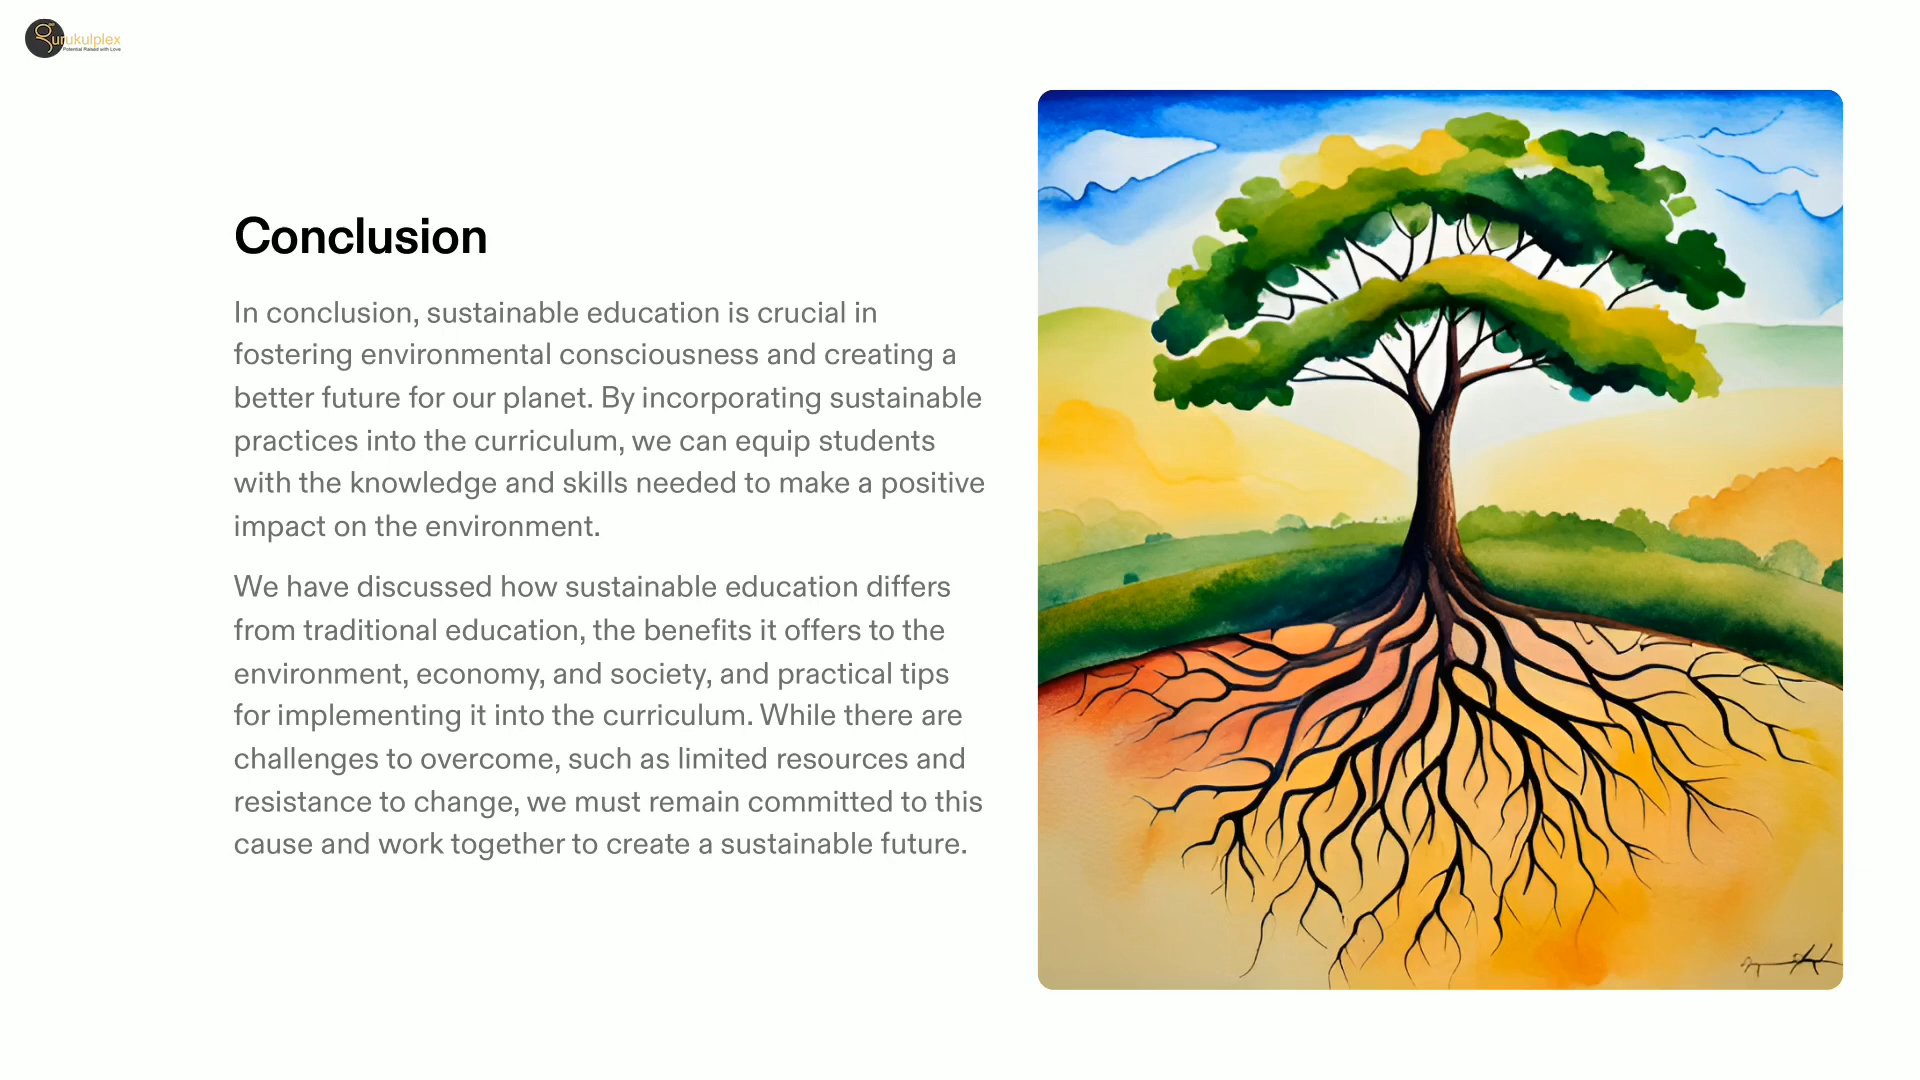 gurukulplex
Potential Raised with Love
Conclusion
In conclusion, sustainable education is crucial in
fostering environmental consciousness and creating a
better future for our planet. By incorporating sustainable
practices into the curriculum, we can equip students
with the knowledge and skills needed to make a positive
impact on the environment.
We have discussed how sustainable education differs
from traditional education, the benefits it offers to the
environment, economy, and society, and practical tips
for implementing it into the curriculum. While there are
challenges to overcome, such as limited resources and
resistance to change, we must remain committed to this
cause and work together to create a sustainable future.